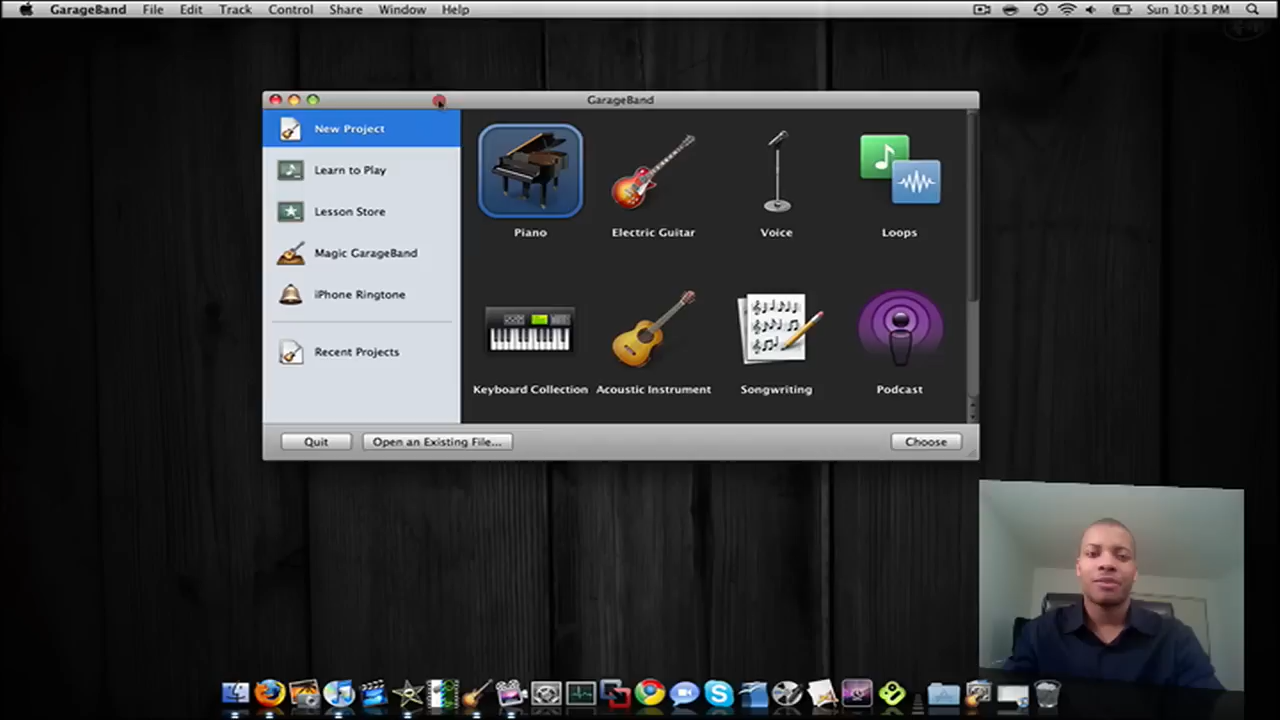 GarageBand File Edit Track Control Share Window Help Sun 10:51 PM
GarageBand
New Project
Learn to Play
Lesson Store
Magic GarageBand
iPhone Ringtone
Recent Projects
Piano Electric Guitar Voice Loops
Keyboard Collection Acoustic Instrument Songwriting Podcast
Quit Open an Existing File... Choose